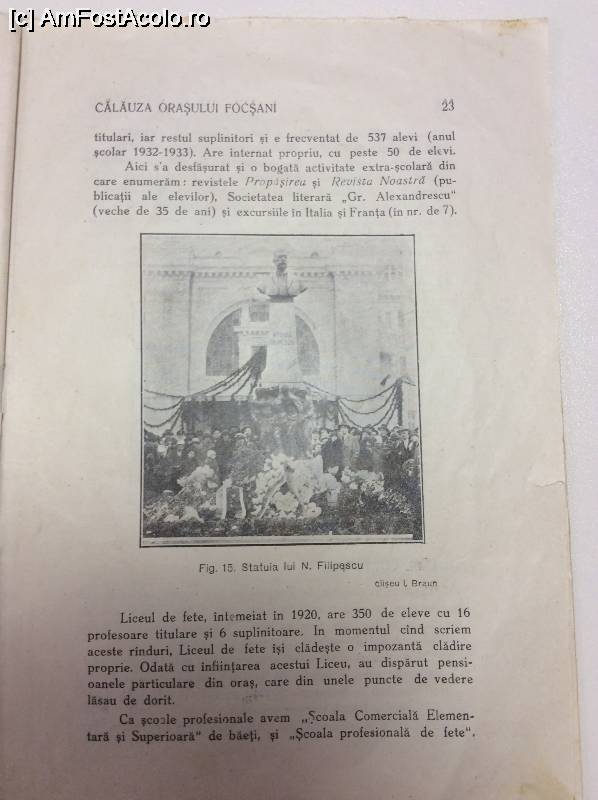 [c] AmFostAcolo.ro
CĂLĂUZA ORAŞULUI FOCŞANI 23
titulari, iar restul suplinitori şi e frecventat de 537 alevi (anul
şcolar 1932-1933). Are internat propriu, cu peste 50 de elevi.
Aici s'a desfăşurat şi o bogată activitate extra-şcolară din
care enumerăm: revistele Propăşirea şi Revista Noastră (pu-
blicaţii ale elevilor), Societatea literară „Gr. Alexandrescu“
(veche de 35 de ani) şi excursiile în Italia şi Franţa (în nr. de 7).
Fig. 15. Statuia lui N. Filipescu
clişeu I. Braun
Liceul de fete, întemeiat în 1920, are 350 de eleve cu 16
profesoare titulare şi 6 suplinitoare. In momentul cînd scriem
aceste rînduri, Liceul de fete îşi clădeşte o impozantă clădire
proprie. Odată cu înfiinţarea acestui Liceu, au dispărut pensi-
oanele particulare din oraş, care din unele puncte de vedere
lăsau de dorit.
Ca şcoale profesionale avem „Şcoala Comercială Elemen-
tară şi Superioară“ de băeţi, şi „Şcoala profesională de fete“.